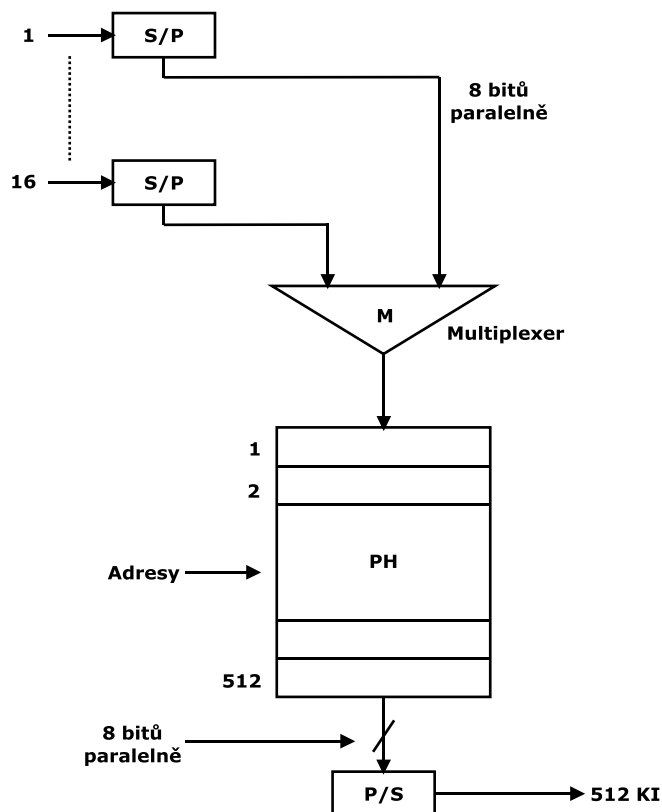 1
S/P
8 bitů
paralelně
16
S/P
M
Multiplexer
1
2
Adresy
PH
512
8 bitů
paralelně
P/S
512 KI